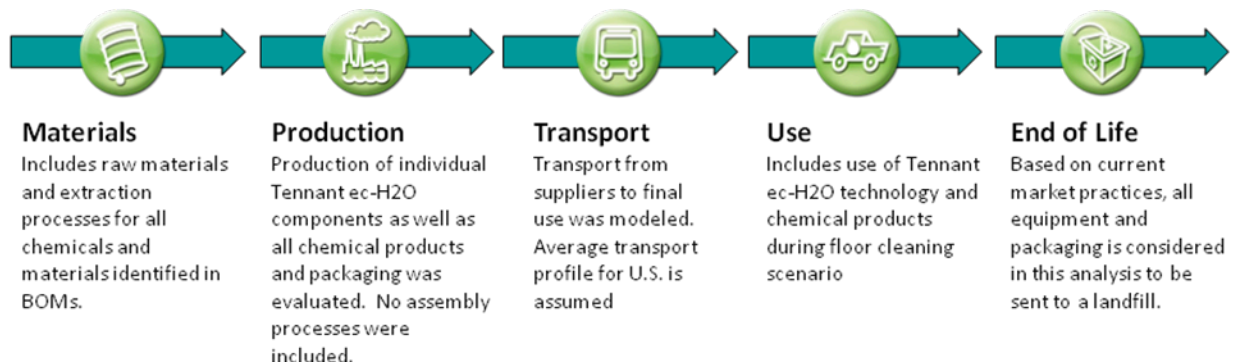 Materials
Includes raw materials
and extraction
processes for all
chemicals and
materials identified in
BOMs.
Production
Production of individual
Tennant ec-H2O
components as well as
all chemical products
and packaging was
evaluated.  No assembly
processes were
included.
Transport
Transport from
suppliers to final
use was modeled.
Average transport
profile for U.S. is
assumed
Use
Includes use of Tennant
ec-H2O technology and
chemical products
during floor cleaning
scenario
End of Life
Based on current
market practices, all
equipment and
packaging is considered
in this analysis to be
sent to a landfill.